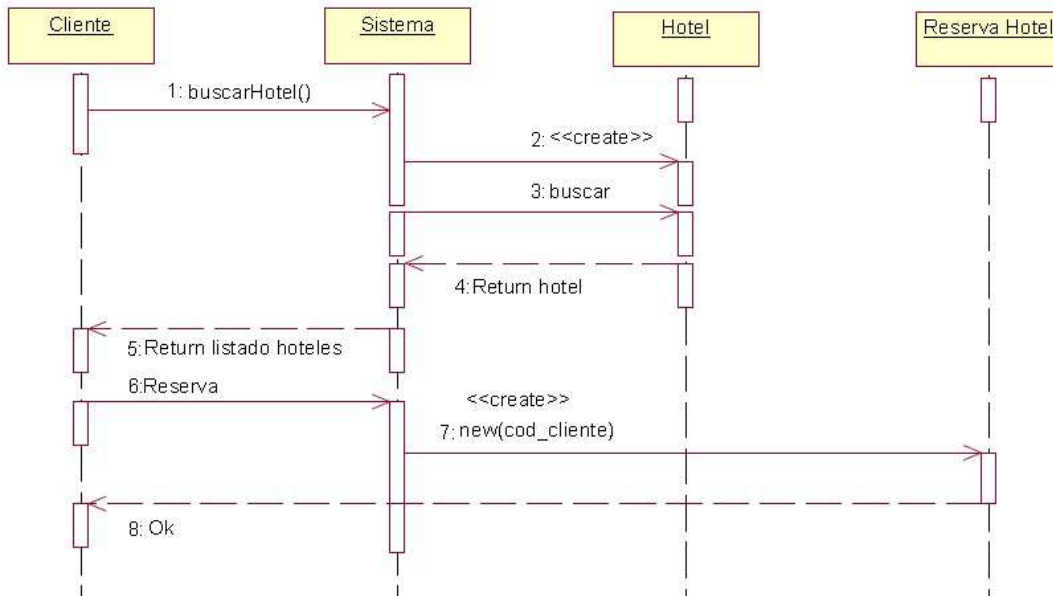 Cliente
Sistema
Hotel
Reserva Hotel
1: buscarHotel()
2: <<create>>
3: buscar
4:Return hotel
5:Return listado hoteles
6:Reserva
<<create>>
7: new(cod_cliente)
8: Ok